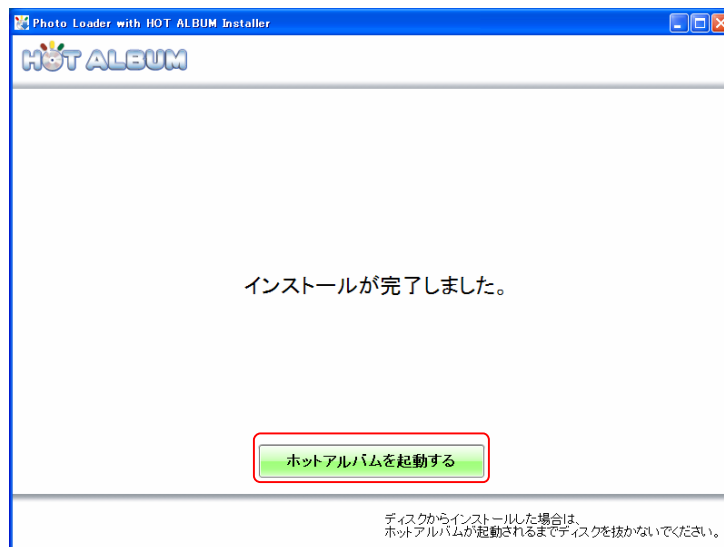 Photo Loader with HOT ALBUM Installer
HOT ALBUM
インストールが完了しました。
ホットアルバムを起動する
ディスクからインストールした場合は、
ホットアルバムが起動されるまでディスクを抜かないでください。